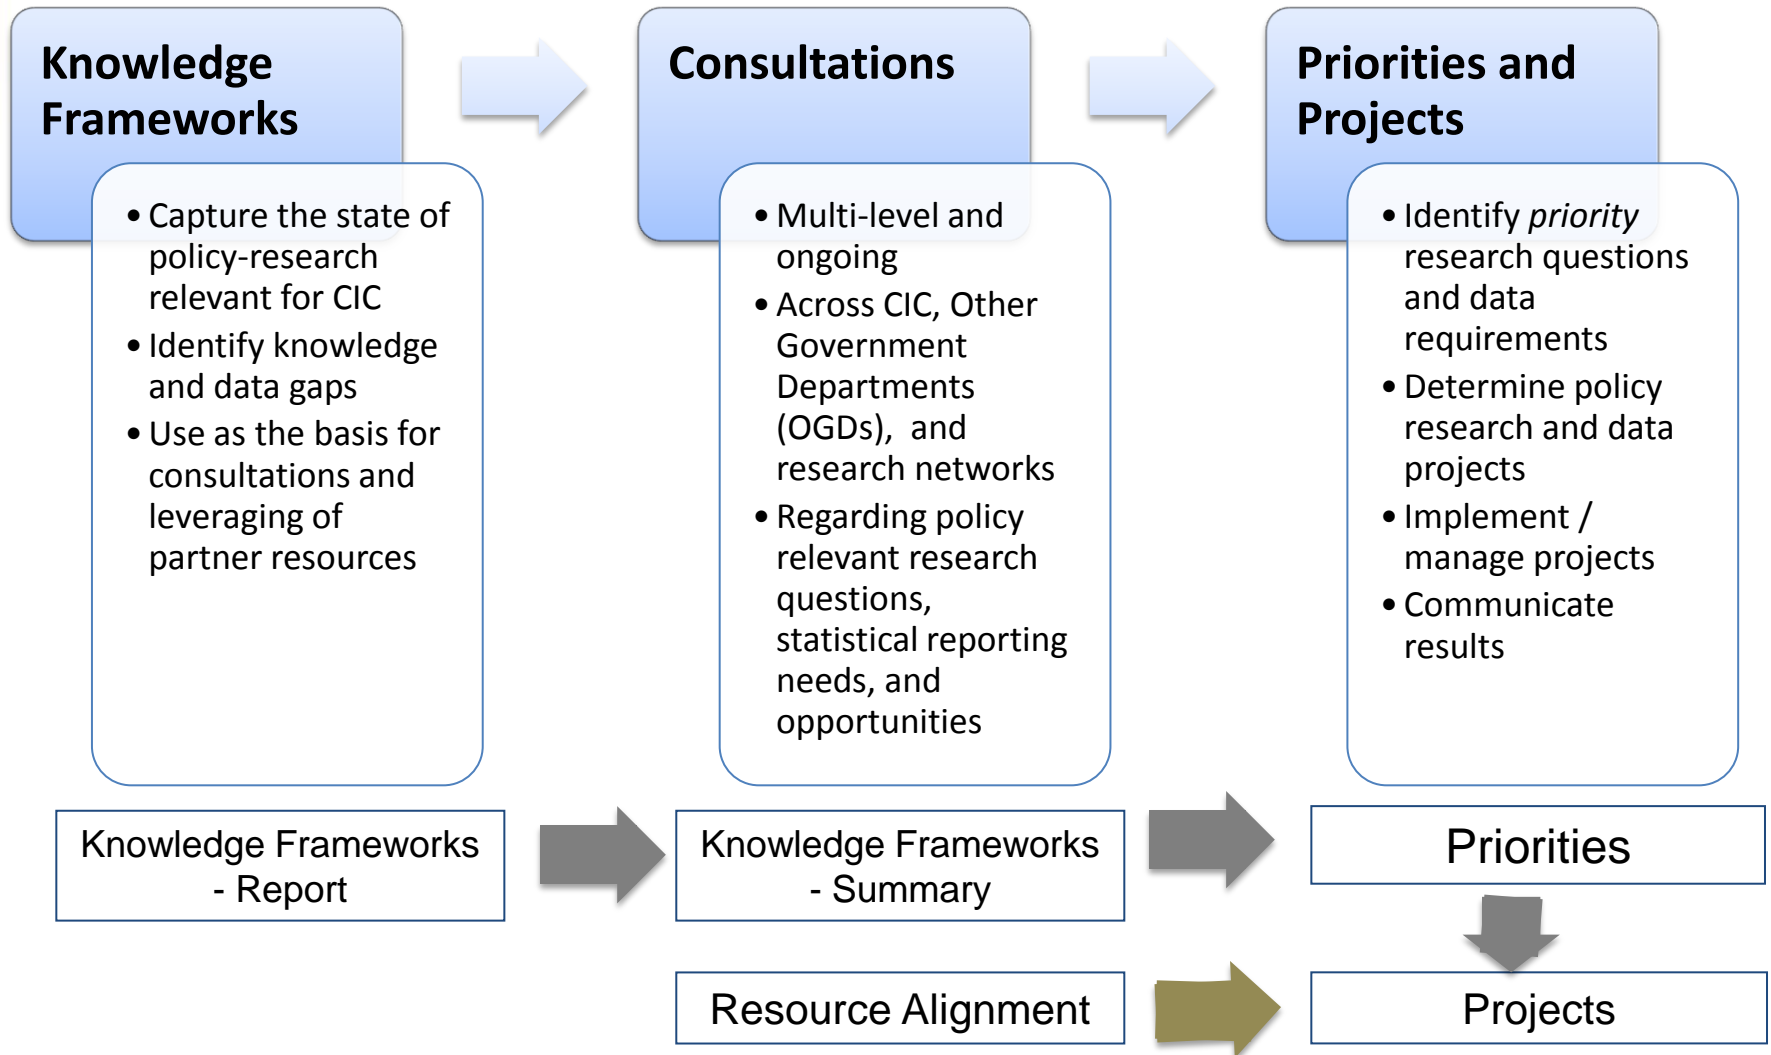 Knowledge
Frameworks
• Capture the state of
policy-research
relevant for CIC
• Identify knowledge
and data gaps
• Use as the basis for
consultations and
leveraging of
partner resources
Consultations
• Multi-level and
ongoing
• Across CIC, Other
Government
Departments
(OGDs), and
research networks
• Regarding policy
relevant research
questions,
statistical reporting
needs, and
opportunities
Priorities and
Projects
• Identify priority
research questions
and data
requirements
• Determine policy
research and data
projects
• Implement /
manage projects
• Communicate
results
Knowledge Frameworks
- Report
Knowledge Frameworks
- Summary
Priorities
Resource Alignment
Projects